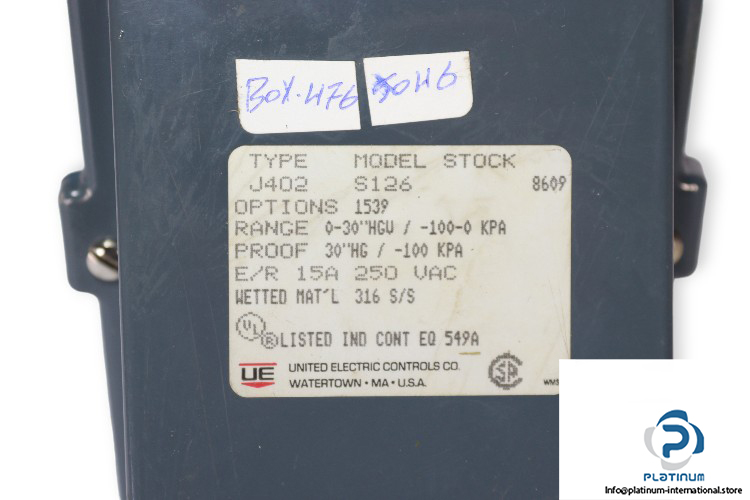 BOX-476
50H6
TYPE MODEL STOCK
J402 S126 8609
OPTIONS 1539
RANGE 0-30"HGV / -100-0 KPA
PROOF 30"HG / -100 KPA
E/R 15A 250 VAC
WETTED MAT'L 316 S/S
UL ® LISTED IND CONT EQ 549A
UE UNITED ELECTRIC CONTROLS CO.
WATERTOWN • MA • U.S.A.
PLATINUM
Info@platinum-international.store